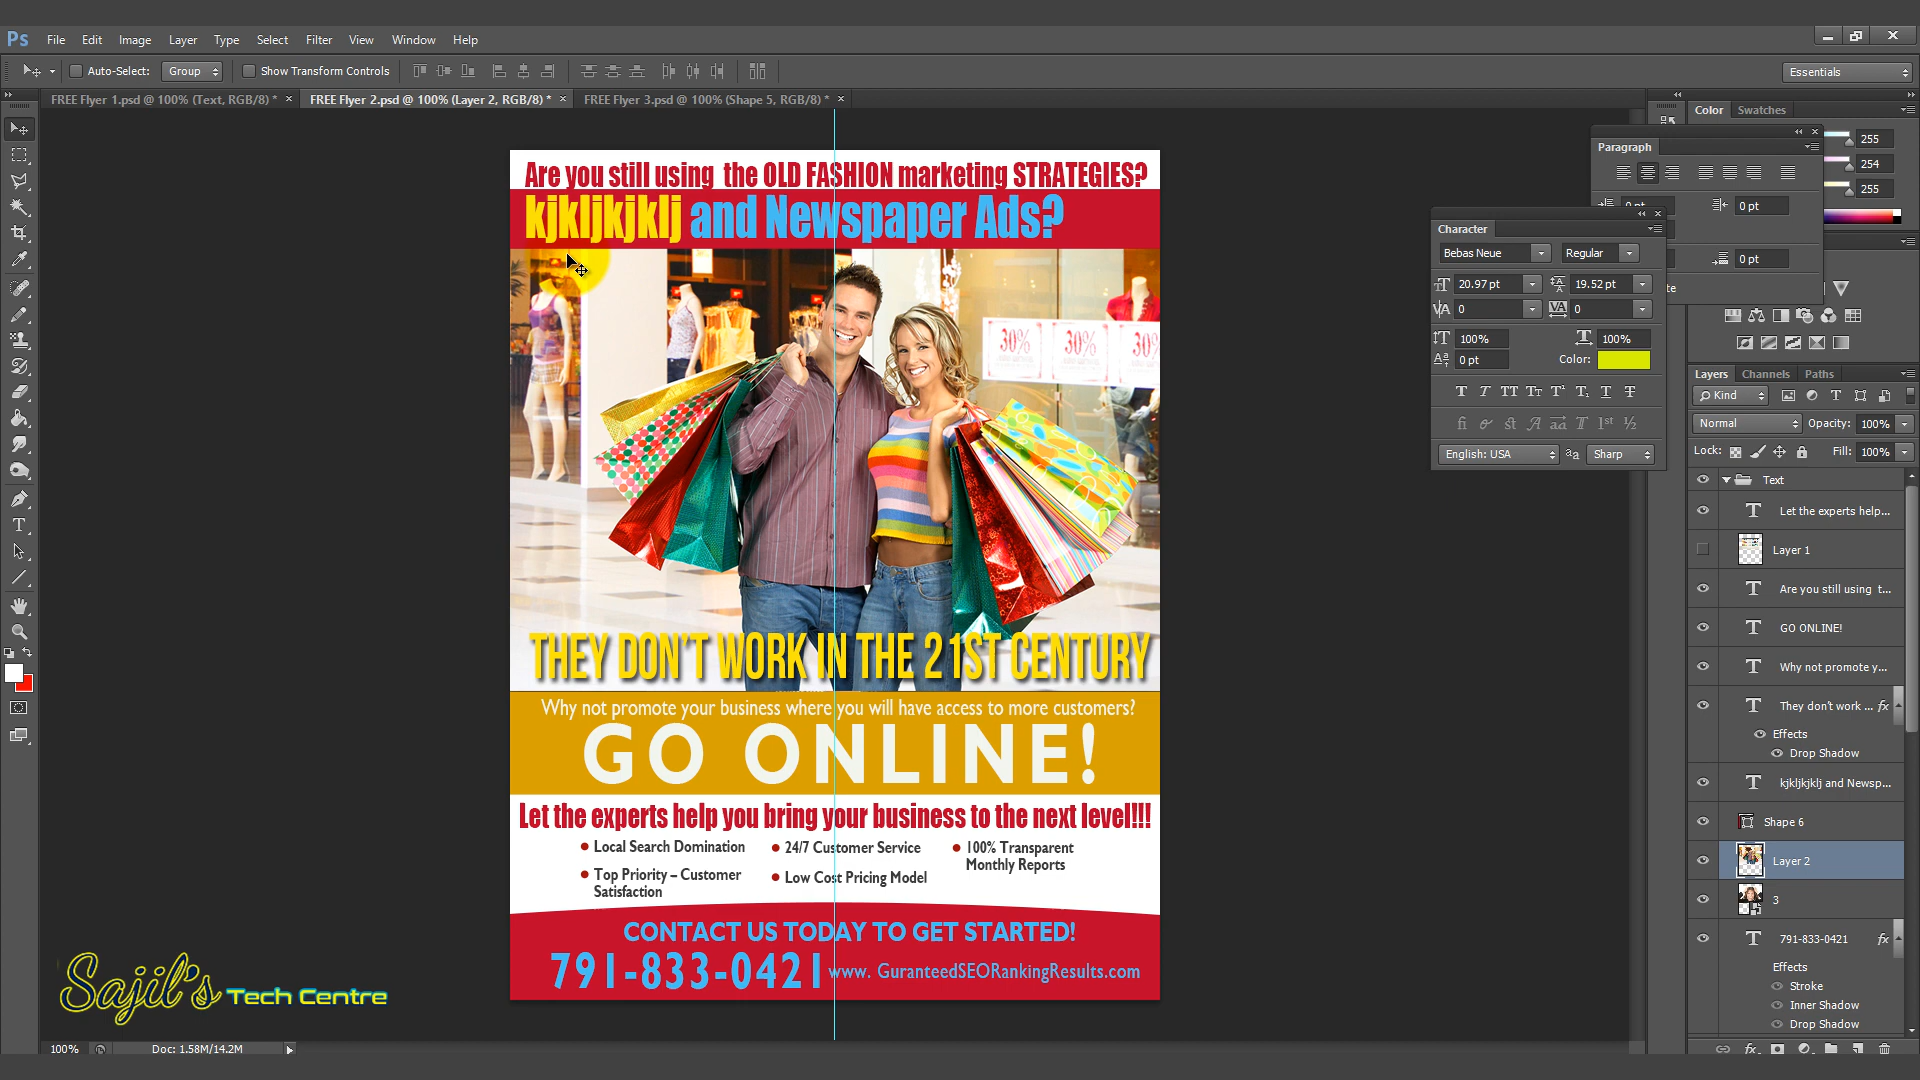 Ps File Edit Image Layer Type Select Filter View Window Help
Auto-Select: Group Show Transform Controls Essentials
FREE Flyer 1.psd @ 100% (Text, RGB/8) * × FREE Flyer 2.psd @ 100% (Layer 2, RGB/8) * × FREE Flyer 3.psd @ 100% (Shape 5, RGB/8) * ×
Are you still using the OLD FASHION marketing STRATEGIES?
kjkljkjklj and Newspaper Ads?
30%
30%
THEY DON'T WORK IN THE 21ST CENTURY
Why not promote your business where you will have access to more customers?
GO ONLINE!
Let the experts help you bring your business to the next level!!!
• Local Search Domination
• Top Priority – Customer
Satisfaction
• 24/7 Customer Service
• Low Cost Pricing Model
• 100% Transparent
Monthly Reports
CONTACT US TODAY TO GET STARTED!
791-833-0421 www. GuranteedSEORankingResults.com
Sajil's Tech Centre
100% Doc: 1.58M/14.2M
Color Swatches
255
254
255
Paragraph
0 pt
0 pt
Character
Bebas Neue Regular
20.97 pt 19.52 pt
0 0
100% 100%
0 pt Color:
English: USA aa Sharp
Layers Channels Paths
Kind
Normal Opacity: 100%
Lock: Fill: 100%
Text
Let the experts help...
Layer 1
Are you still using t...
GO ONLINE!
Why not promote y...
They don't work ... fx
Effects
Drop Shadow
kjkljkjklj and Newsp...
Shape 6
Layer 2
3
791-833-0421 fx
Effects
Stroke
Inner Shadow
Drop Shadow